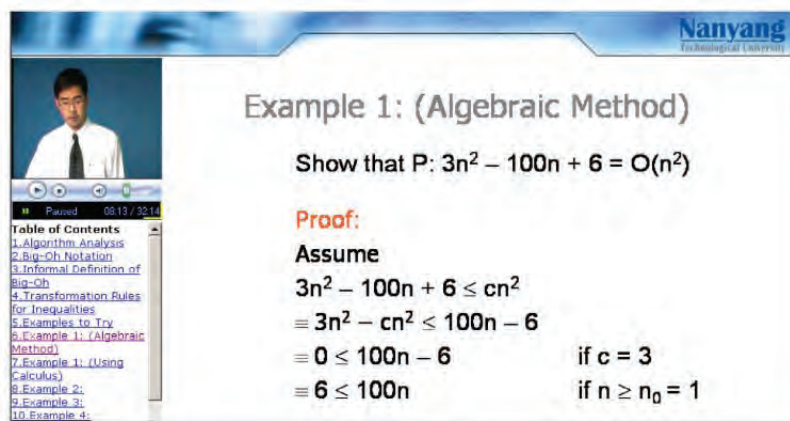 Nanyang
Technological University
Example 1: (Algebraic Method)
Show that P: 3n² – 100n + 6 = O(n²)
Proof:
Assume
3n² – 100n + 6 ≤ cn²
≡ 3n² – cn² ≤ 100n – 6
≡ 0 ≤ 100n – 6 if c = 3
≡ 6 ≤ 100n if n ≥ n₀ = 1
Paused 08:13 / 32:14
Table of Contents
1.Algorithm Analysis
2.Big-Oh Notation
3.Informal Definition of
Big-Oh
4.Transformation Rules
for Inequalities
5.Examples to Try
6.Example 1: (Algebraic
Method)
7.Example 1: (Using
Calculus)
8.Example 2:
9.Example 3:
10.Example 4: